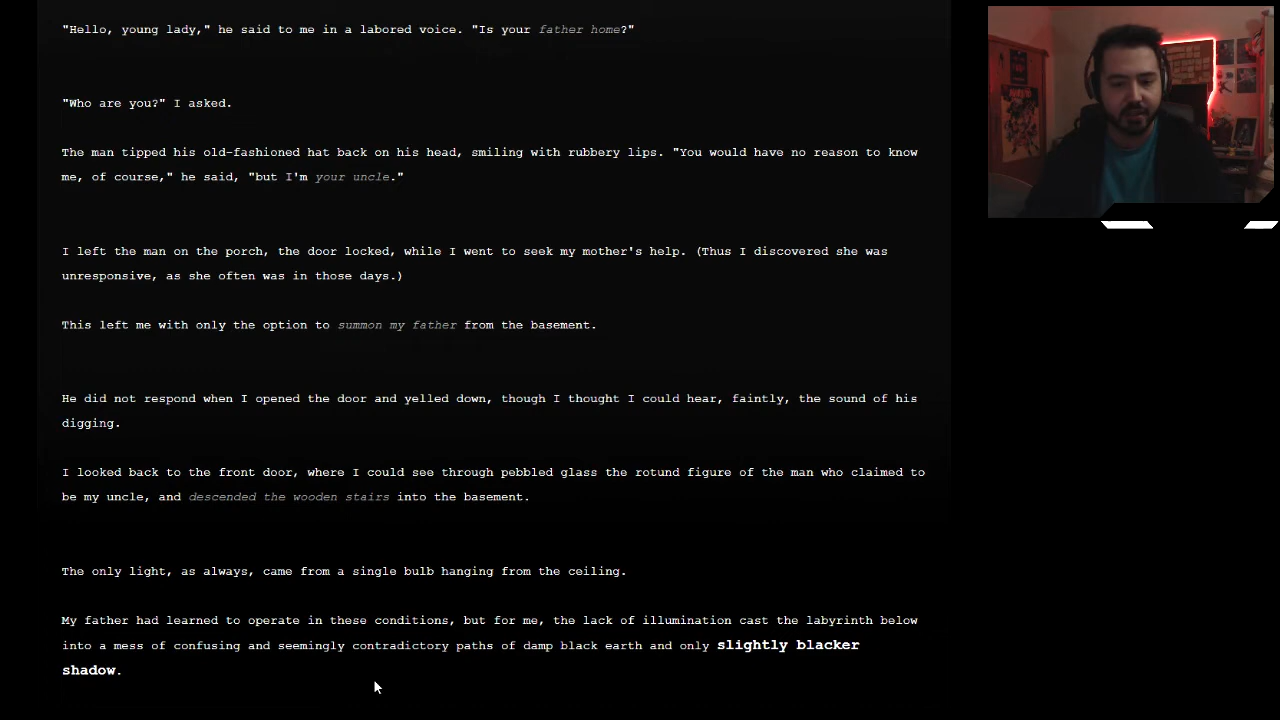 "Hello, young lady," he said to me in a labored voice. "Is your father home?"
"Who are you?" I asked.
The man tipped his old-fashioned hat back on his head, smiling with rubbery lips. "You would have no reason to know
me, of course," he said, "but I'm your uncle."
I left the man on the porch, the door locked, while I went to seek my mother's help. (Thus I discovered she was
unresponsive, as she often was in those days.)
This left me with only the option to summon my father from the basement.
He did not respond when I opened the door and yelled down, though I thought I could hear, faintly, the sound of his
digging.
I looked back to the front door, where I could see through pebbled glass the rotund figure of the man who claimed to
be my uncle, and descended the wooden stairs into the basement.
The only light, as always, came from a single bulb hanging from the ceiling.
My father had learned to operate in these conditions, but for me, the lack of illumination cast the labyrinth below
into a mess of confusing and seemingly contradictory paths of damp black earth and only slightly blacker
shadow.